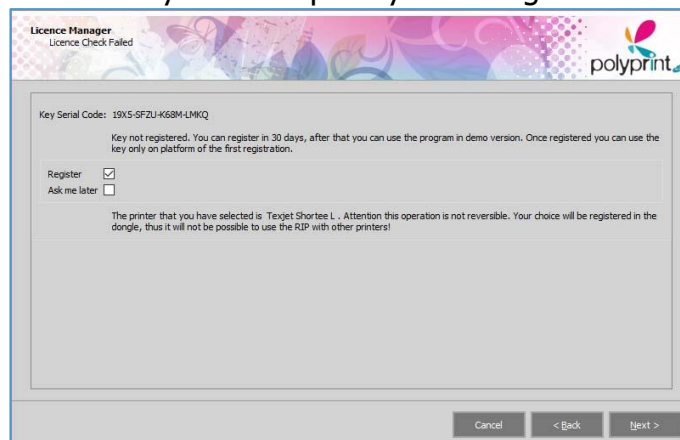 Licence Manager
Licence Check Failed
polyprint
Key Serial Code: 19X5-SFZU-K68M-LMKQ
Key not registered. You can register in 30 days, after that you can use the program in demo version. Once registered you can use the
key only on platform of the first registration.
Register
Ask me later
The printer that you have selected is Texjet Shortee L . Attention this operation is not reversible. Your choice will be registered in the
dongle, thus it will not be possible to use the RIP with other printers!
Cancel < Back Next >